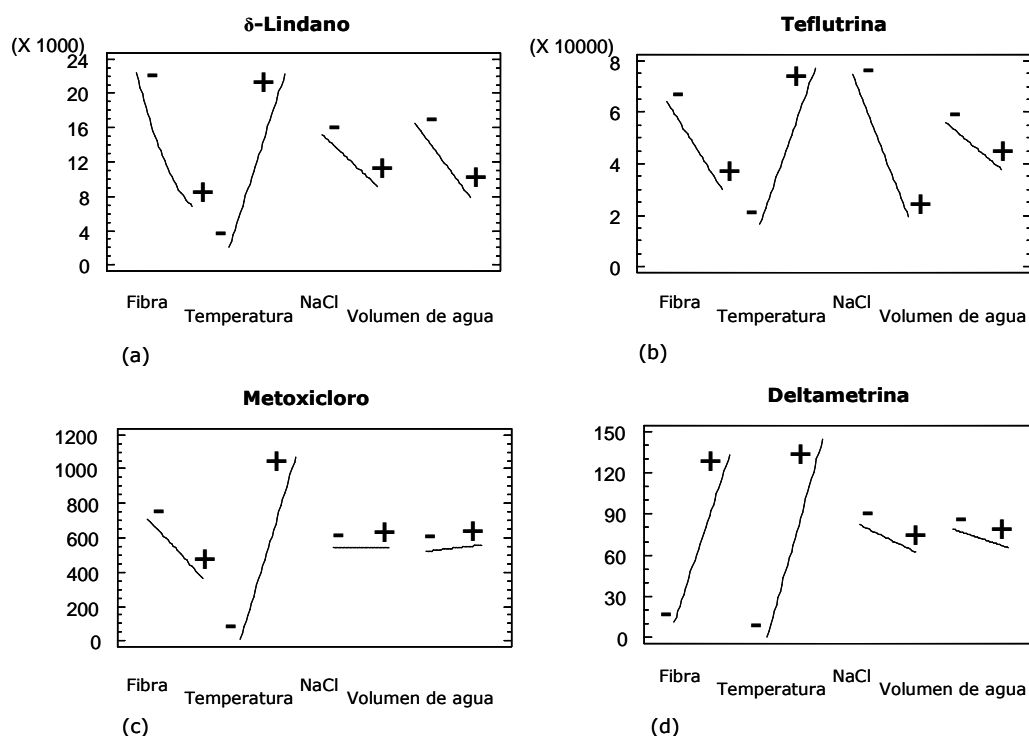 δ-Lindano
(X 1000)
24
20
16
12
8
4
0
- + - + - + - +
Fibra Temperatura NaCl Volumen de agua
(a)
Teflutrina
(X 10000)
8
6
4
2
0
- + - + - + - +
Fibra Temperatura NaCl Volumen de agua
(b)
Metoxicloro
1200
1000
800
600
400
200
0
- + - + - + - +
Fibra Temperatura NaCl Volumen de agua
(c)
Deltametrina
150
120
90
60
30
0
- + - + - + - +
Fibra Temperatura NaCl Volumen de agua
(d)